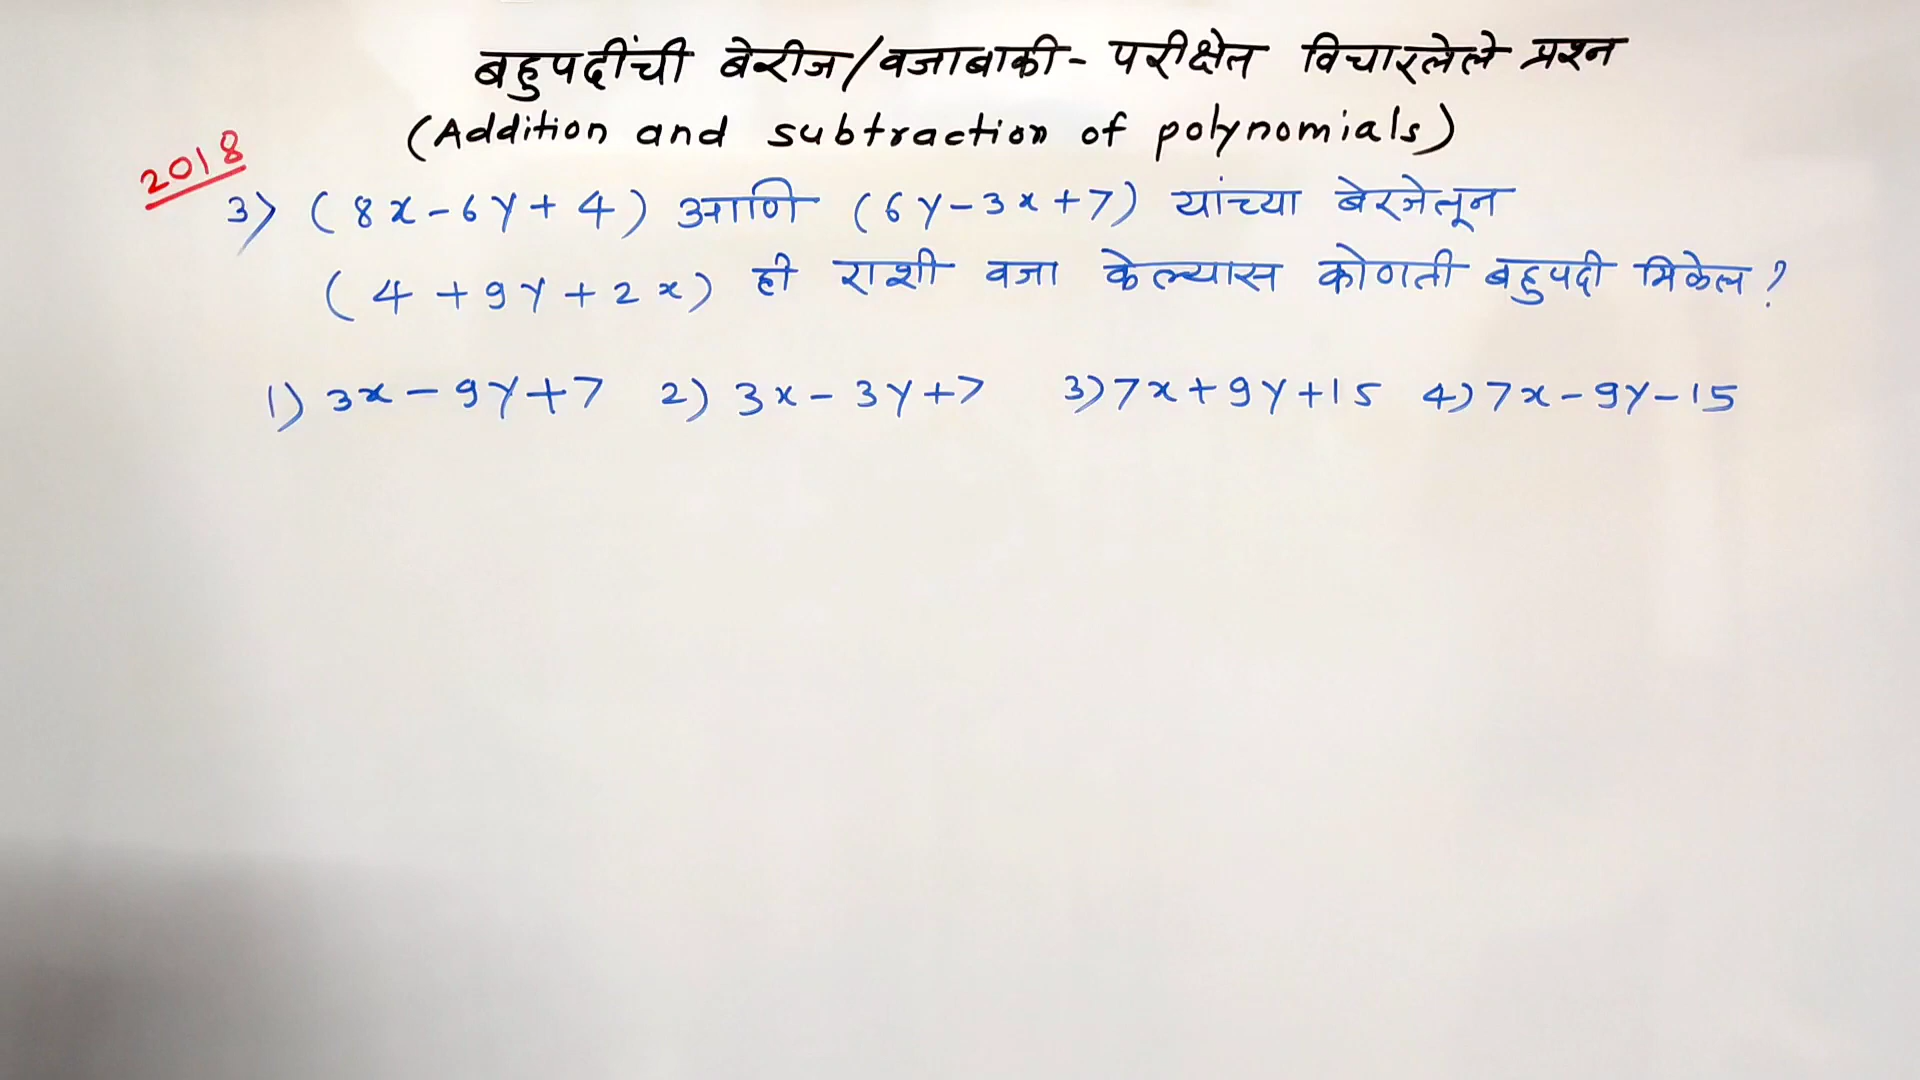 बहुपदींची बेरीज/वजाबाकी - परीक्षेत विचारलेले प्रश्न
(Addition and subtraction of polynomials)
2018
3) (8x-6y+4) आणि (6y-3x+7) यांच्या बेरजेतून
(4+9y+2x) ही राशी वजा केल्यास कोणती बहुपदी मिळेल?
1) 3x-9y+7 2) 3x-3y+7 3) 7x+9y+15 4) 7x-9y-15